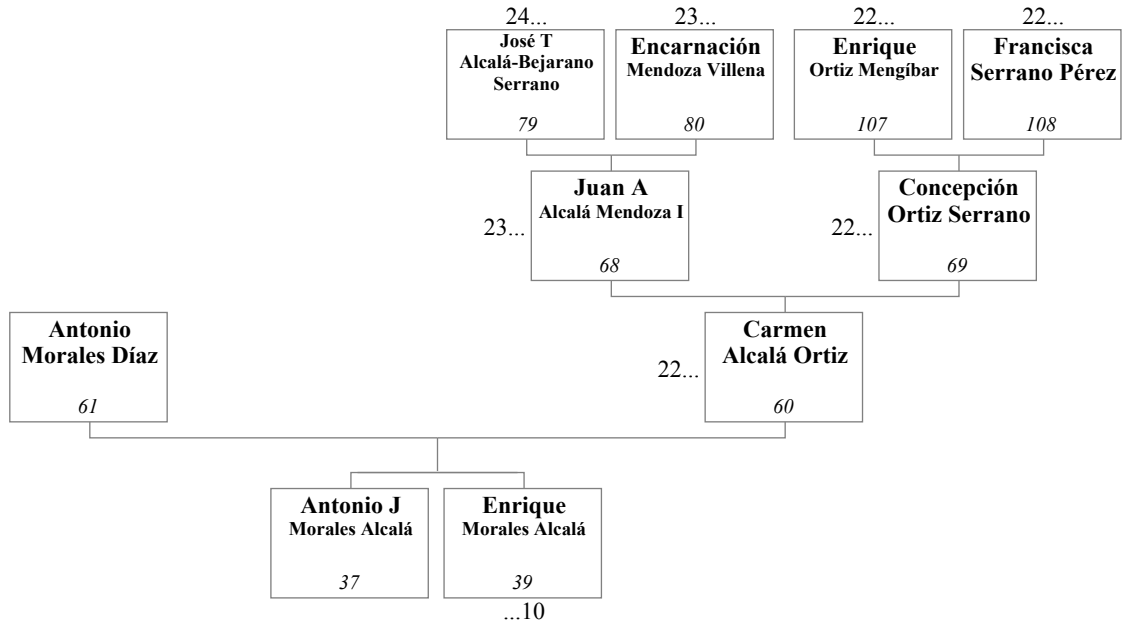 24...
23...
22...
22...
José T
Alcalá-Bejarano
Serrano
79
Encarnación
Mendoza Villena
80
Enrique
Ortiz Mengíbar
107
Francisca
Serrano Pérez
108
23...
Juan A
Alcalá Mendoza I
68
22...
Concepción
Ortiz Serrano
69
Antonio
Morales Díaz
61
22...
Carmen
Alcalá Ortiz
60
Antonio J
Morales Alcalá
37
Enrique
Morales Alcalá
39
...10